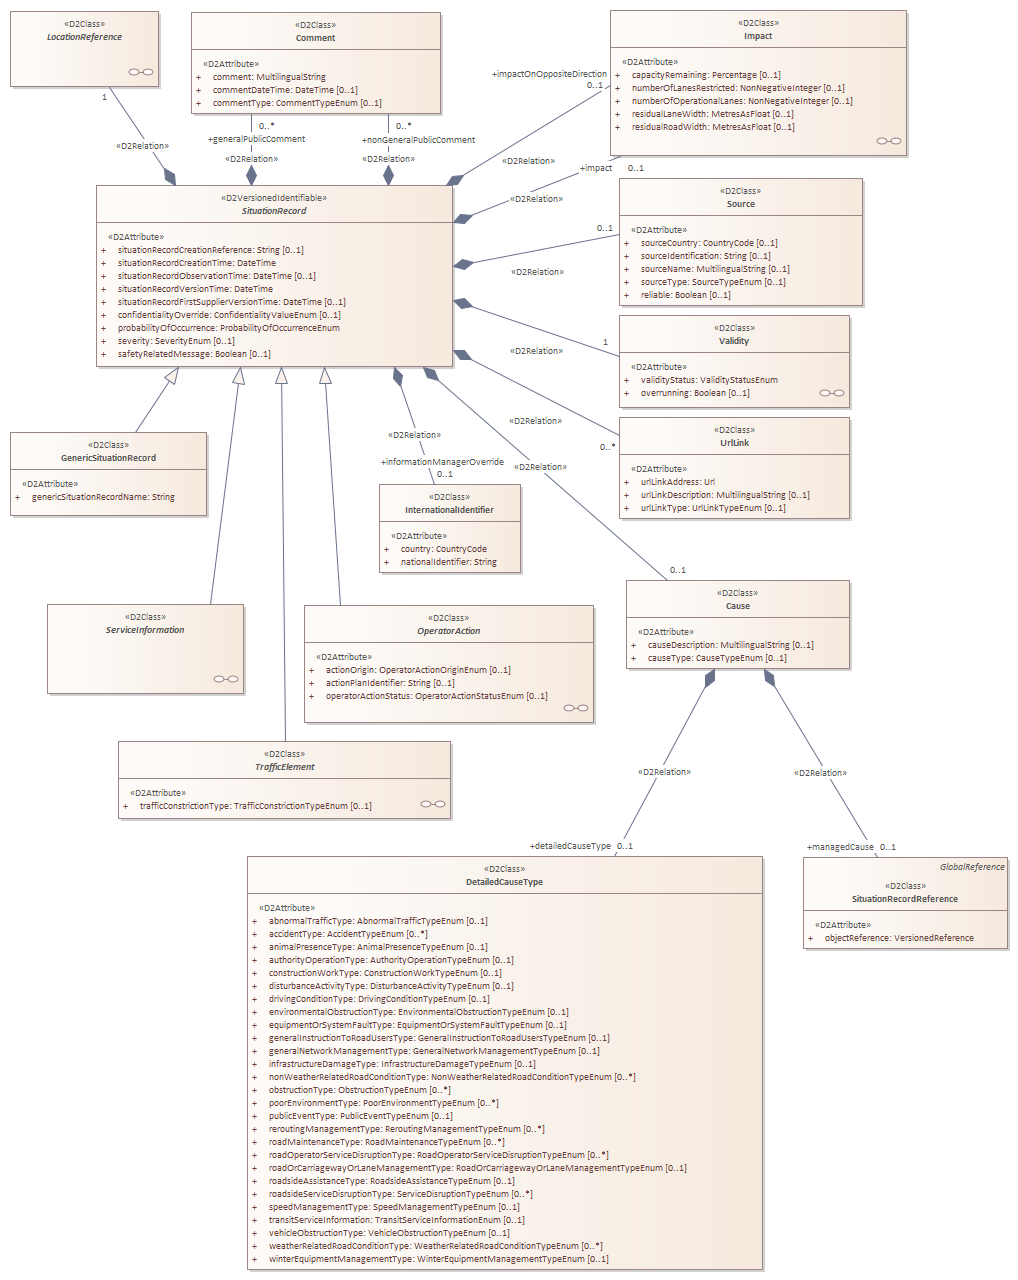 «D2Class»
LocationReference
«D2Class»
Comment
«D2Attribute»
+ comment: MultilingualString
+ commentDateTime: DateTime [0..1]
+ commentType: CommentTypeEnum [0..1]
«D2Class»
Impact
«D2Attribute»
+ capacityRemaining: Percentage [0..1]
+ numberOfLanesRestricted: NonNegativeInteger [0..1]
+ numberOfOperationalLanes: NonNegativeInteger [0..1]
+ residualLaneWidth: MetresAsFloat [0..1]
+ residualRoadWidth: MetresAsFloat [0..1]
+impactOnOppositeDirection
0..1
1
«D2Relation»
0..*
+generalPublicComment
«D2Relation»
0..*
+nonGeneralPublicComment
«D2Relation»
«D2Relation»
+impact 0..1
«D2Relation»
«D2VersionedIdentifiable»
SituationRecord
«D2Attribute»
+ situationRecordCreationReference: String [0..1]
+ situationRecordCreationTime: DateTime
+ situationRecordObservationTime: DateTime [0..1]
+ situationRecordVersionTime: DateTime
+ situationRecordFirstSupplierVersionTime: DateTime [0..1]
+ confidentialityOverride: ConfidentialityValueEnum [0..1]
+ probabilityOfOccurrence: ProbabilityOfOccurrenceEnum
+ severity: SeverityEnum [0..1]
+ safetyRelatedMessage: Boolean [0..1]
«D2Class»
Source
«D2Attribute»
+ sourceCountry: CountryCode [0..1]
+ sourceIdentification: String [0..1]
+ sourceName: MultilingualString [0..1]
+ sourceType: SourceTypeEnum [0..1]
+ reliable: Boolean [0..1]
0..1
«D2Relation»
«D2Class»
Validity
«D2Attribute»
+ validityStatus: ValidityStatusEnum
+ overrunning: Boolean [0..1]
1
«D2Relation»
«D2Class»
UrlLink
«D2Attribute»
+ urlLinkAddress: Url
+ urlLinkDescription: MultilingualString [0..1]
+ urlLinkType: UrlLinkTypeEnum [0..1]
«D2Relation»
0..*
«D2Relation»
0..1
«D2Class»
GenericSituationRecord
«D2Attribute»
+ genericSituationRecordName: String
«D2Relation»
+informationManagerOverride
0..1
«D2Class»
InternationalIdentifier
«D2Attribute»
+ country: CountryCode
+ nationalIdentifier: String
«D2Class»
Cause
«D2Attribute»
+ causeDescription: MultilingualString [0..1]
+ causeType: CauseTypeEnum [0..1]
«D2Class»
ServiceInformation
«D2Class»
OperatorAction
«D2Attribute»
+ actionOrigin: OperatorActionOriginEnum [0..1]
+ actionPlanIdentifier: String [0..1]
+ operatorActionStatus: OperatorActionStatusEnum [0..1]
«D2Class»
TrafficElement
«D2Attribute»
+ trafficConstrictionType: TrafficConstrictionTypeEnum [0..1]
«D2Relation»
«D2Relation»
+detailedCauseType 0..1
+managedCause 0..1
«D2Class»
DetailedCauseType
«D2Attribute»
+ abnormalTrafficType: AbnormalTrafficTypeEnum [0..1]
+ accidentType: AccidentTypeEnum [0..*]
+ animalPresenceType: AnimalPresenceTypeEnum [0..1]
+ authorityOperationType: AuthorityOperationTypeEnum [0..1]
+ constructionWorkType: ConstructionWorkTypeEnum [0..1]
+ disturbanceActivityType: DisturbanceActivityTypeEnum [0..1]
+ drivingConditionType: DrivingConditionTypeEnum [0..1]
+ environmentalObstructionType: EnvironmentalObstructionTypeEnum [0..1]
+ equipmentOrSystemFaultType: EquipmentOrSystemFaultTypeEnum [0..1]
+ generalInstructionToRoadUsersType: GeneralInstructionToRoadUsersTypeEnum [0..1]
+ generalNetworkManagementType: GeneralNetworkManagementTypeEnum [0..1]
+ infrastructureDamageType: InfrastructureDamageTypeEnum [0..1]
+ nonWeatherRelatedRoadConditionType: NonWeatherRelatedRoadConditionTypeEnum [0..*]
+ obstructionType: ObstructionTypeEnum [0..*]
+ poorEnvironmentType: PoorEnvironmentTypeEnum [0..*]
+ publicEventType: PublicEventTypeEnum [0..1]
+ reroutingManagementType: ReroutingManagementTypeEnum [0..*]
+ roadMaintenanceType: RoadMaintenanceTypeEnum [0..*]
+ roadOperatorServiceDisruptionType: RoadOperatorServiceDisruptionTypeEnum [0..*]
+ roadOrCarriagewayOrLaneManagementType: RoadOrCarriagewayOrLaneManagementTypeEnum [0..1]
+ roadsideAssistanceType: RoadsideAssistanceTypeEnum [0..1]
+ roadsideServiceDisruptionType: ServiceDisruptionTypeEnum [0..*]
+ speedManagementType: SpeedManagementTypeEnum [0..1]
+ transitServiceInformation: TransitServiceInformationEnum [0..1]
+ vehicleObstructionType: VehicleObstructionTypeEnum [0..1]
+ weatherRelatedRoadConditionType: WeatherRelatedRoadConditionTypeEnum [0..*]
+ winterEquipmentManagementType: WinterEquipmentManagementTypeEnum [0..1]
GlobalReference
«D2Class»
SituationRecordReference
«D2Attribute»
+ objectReference: VersionedReference